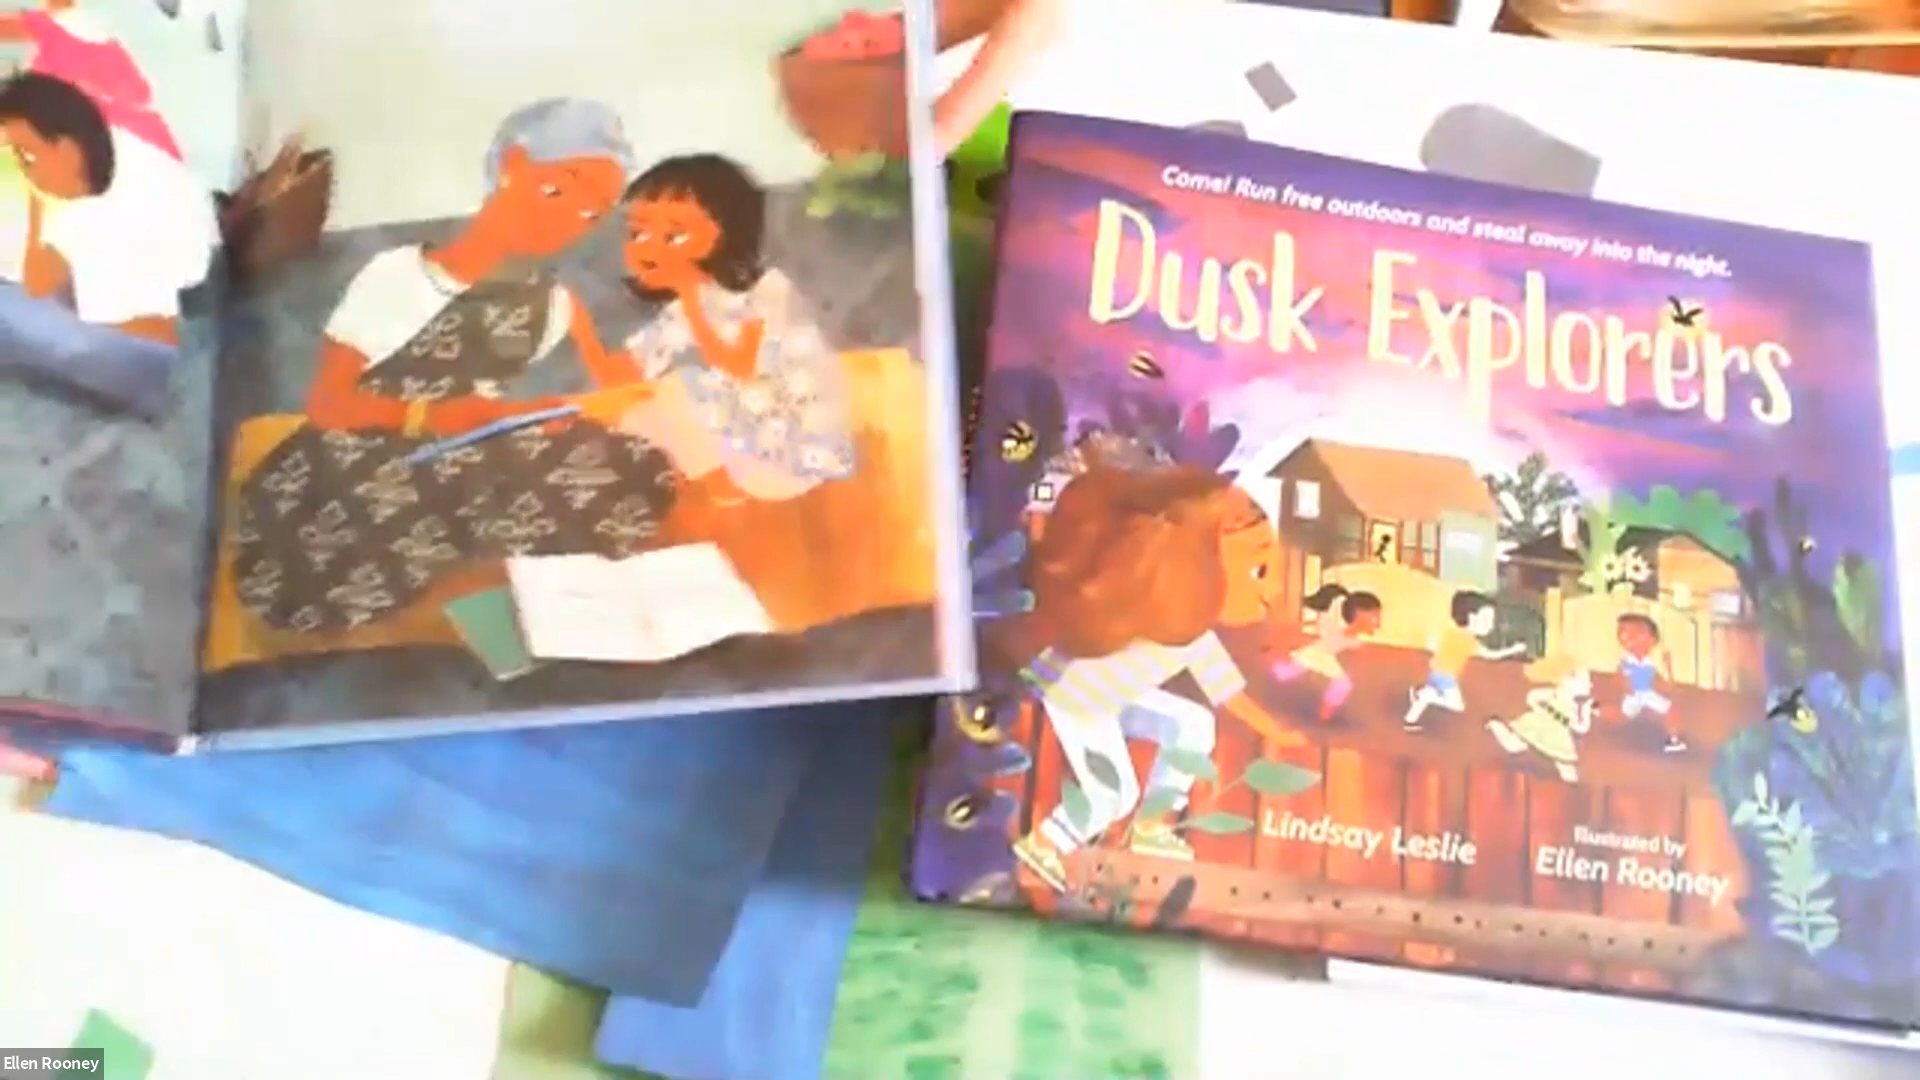 Come! Run free outdoors and steal away into the night.
Dusk Explorers
Lindsay Leslie
Illustrated by
Ellen Rooney
Ellen Rooney